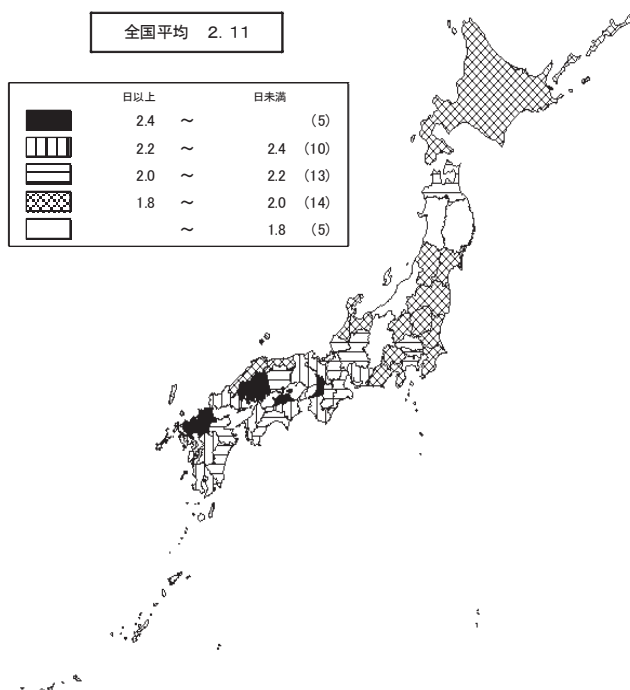 全国平均 2.11
日以上 日未満
2.4 ～ (5)
2.2 ～ 2.4 (10)
2.0 ～ 2.2 (13)
1.8 ～ 2.0 (14)
～ 1.8 (5)